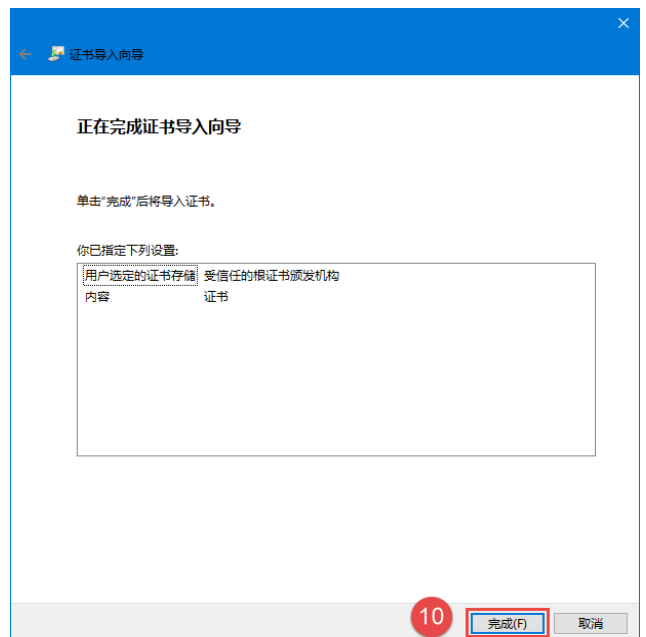 证书导入向导
正在完成证书导入向导
单击“完成”后将导入证书。
你已指定下列设置:
用户选定的证书存储 受信任的根证书颁发机构
内容 证书
10 完成(F) 取消